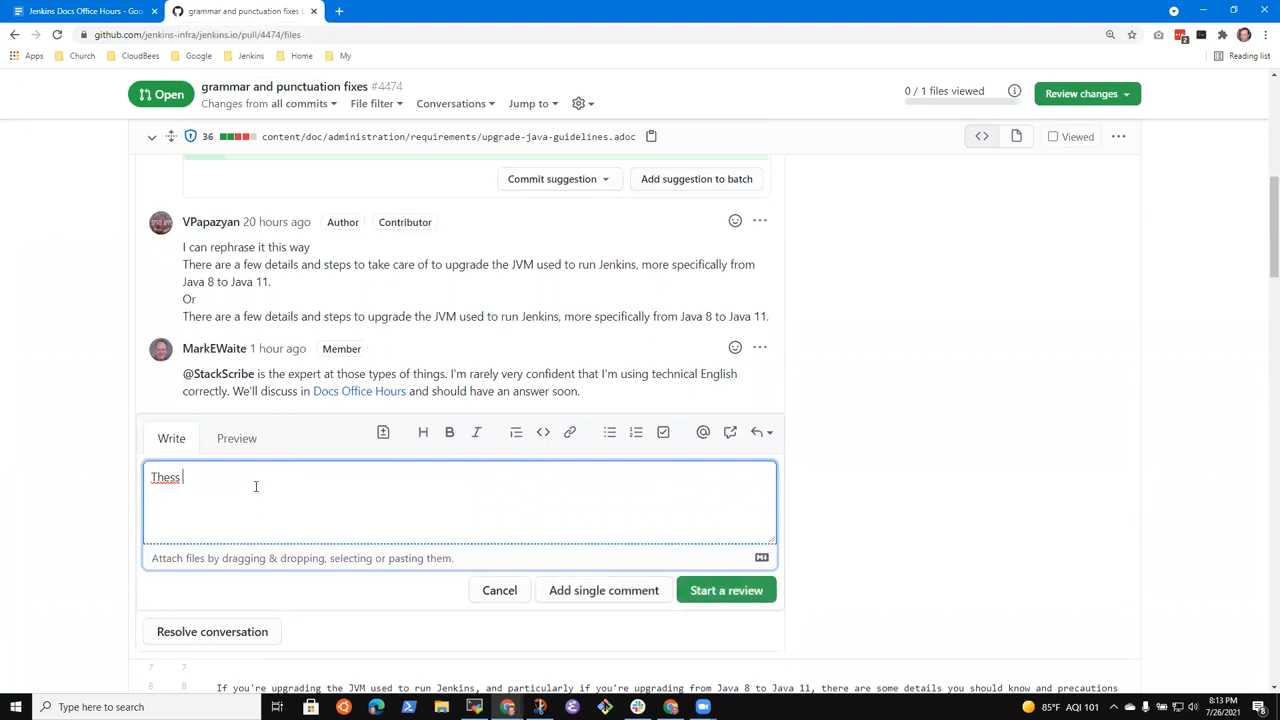 Jenkins Docs Office Hours - Goo
grammar and punctuation fixes
github.com/jenkins-infra/jenkins.io/pull/4474/files
Apps Church CloudBees Google Jenkins Home My Reading list
Open grammar and punctuation fixes #4474
Changes from all commits File filter Conversations Jump to
0 / 1 files viewed
Review changes
36 content/doc/administration/requirements/upgrade-java-guidelines.adoc
Viewed
Commit suggestion Add suggestion to batch
VPapazyan 20 hours ago Author Contributor
I can rephrase it this way
There are a few details and steps to take care of to upgrade the JVM used to run Jenkins, more specifically from
Java 8 to Java 11.
Or
There are a few details and steps to upgrade the JVM used to run Jenkins, more specifically from Java 8 to Java 11.
MarkEWaite 1 hour ago Member
@StackScribe is the expert at those types of things. I'm rarely very confident that I'm using technical English
correctly. We'll discuss in Docs Office Hours and should have an answer soon.
Write Preview
Thess
Attach files by dragging & dropping, selecting or pasting them.
Cancel Add single comment Start a review
Resolve conversation
7 7
8 8 If you're upgrading the JVM used to run Jenkins, and particularly if you're upgrading from Java 8 to Java 11, there are some details you should know and precautions
Type here to search
85°F AQI 101
8:13 PM
7/26/2021